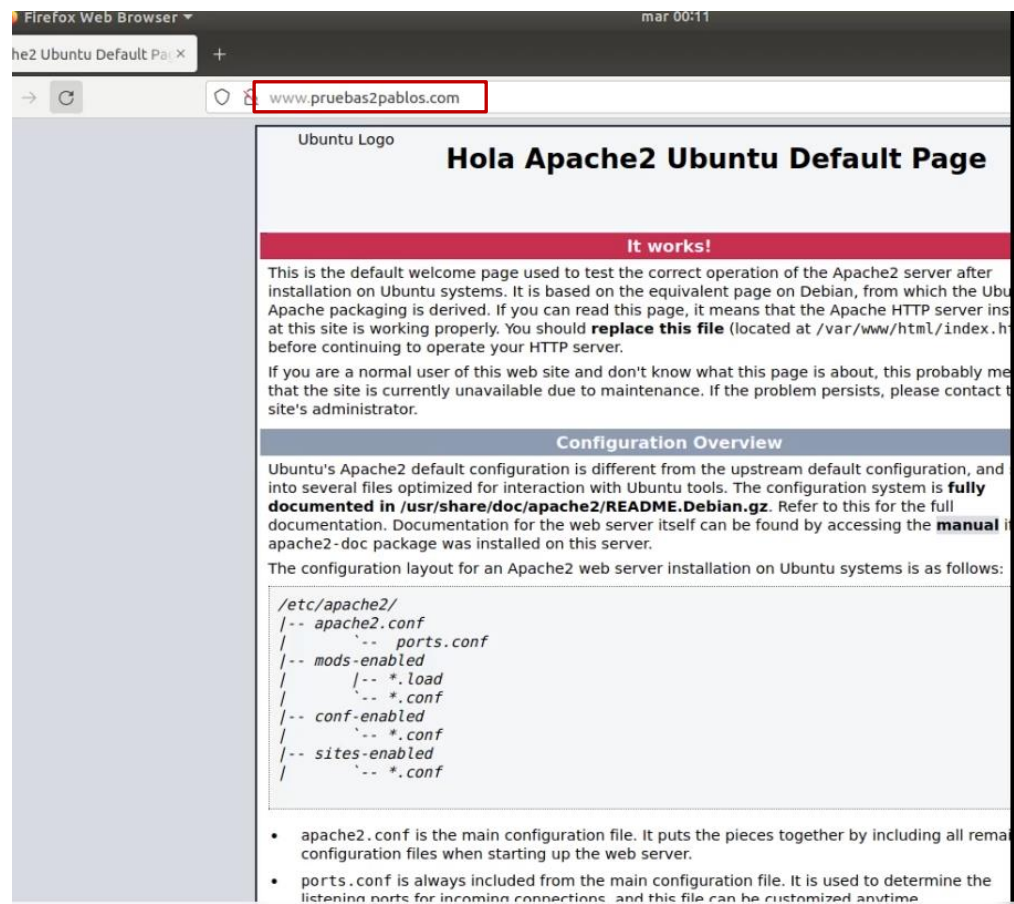 Firefox Web Browser
mar 00:11
he2 Ubuntu Default Pa
www.pruebas2pablos.com
Ubuntu Logo
Hola Apache2 Ubuntu Default Page
It works!
This is the default welcome page used to test the correct operation of the Apache2 server after
installation on Ubuntu systems. It is based on the equivalent page on Debian, from which the Ubu
Apache packaging is derived. If you can read this page, it means that the Apache HTTP server ins
at this site is working properly. You should replace this file (located at /var/www/html/index.h
before continuing to operate your HTTP server.
If you are a normal user of this web site and don't know what this page is about, this probably me
that the site is currently unavailable due to maintenance. If the problem persists, please contact t
site's administrator.
Configuration Overview
Ubuntu's Apache2 default configuration is different from the upstream default configuration, and
into several files optimized for interaction with Ubuntu tools. The configuration system is fully
documented in /usr/share/doc/apache2/README.Debian.gz. Refer to this for the full
documentation. Documentation for the web server itself can be found by accessing the manual i
apache2-doc package was installed on this server.
The configuration layout for an Apache2 web server installation on Ubuntu systems is as follows:
/etc/apache2/
|-- apache2.conf
|       `--  ports.conf
|-- mods-enabled
|       |-- *.load
|       `-- *.conf
|-- conf-enabled
|       `-- *.conf
|-- sites-enabled
|       `-- *.conf
• apache2.conf is the main configuration file. It puts the pieces together by including all remai
configuration files when starting up the web server.
• ports.conf is always included from the main configuration file. It is used to determine the
listening ports for incoming connections, and this file can be customized anytime.